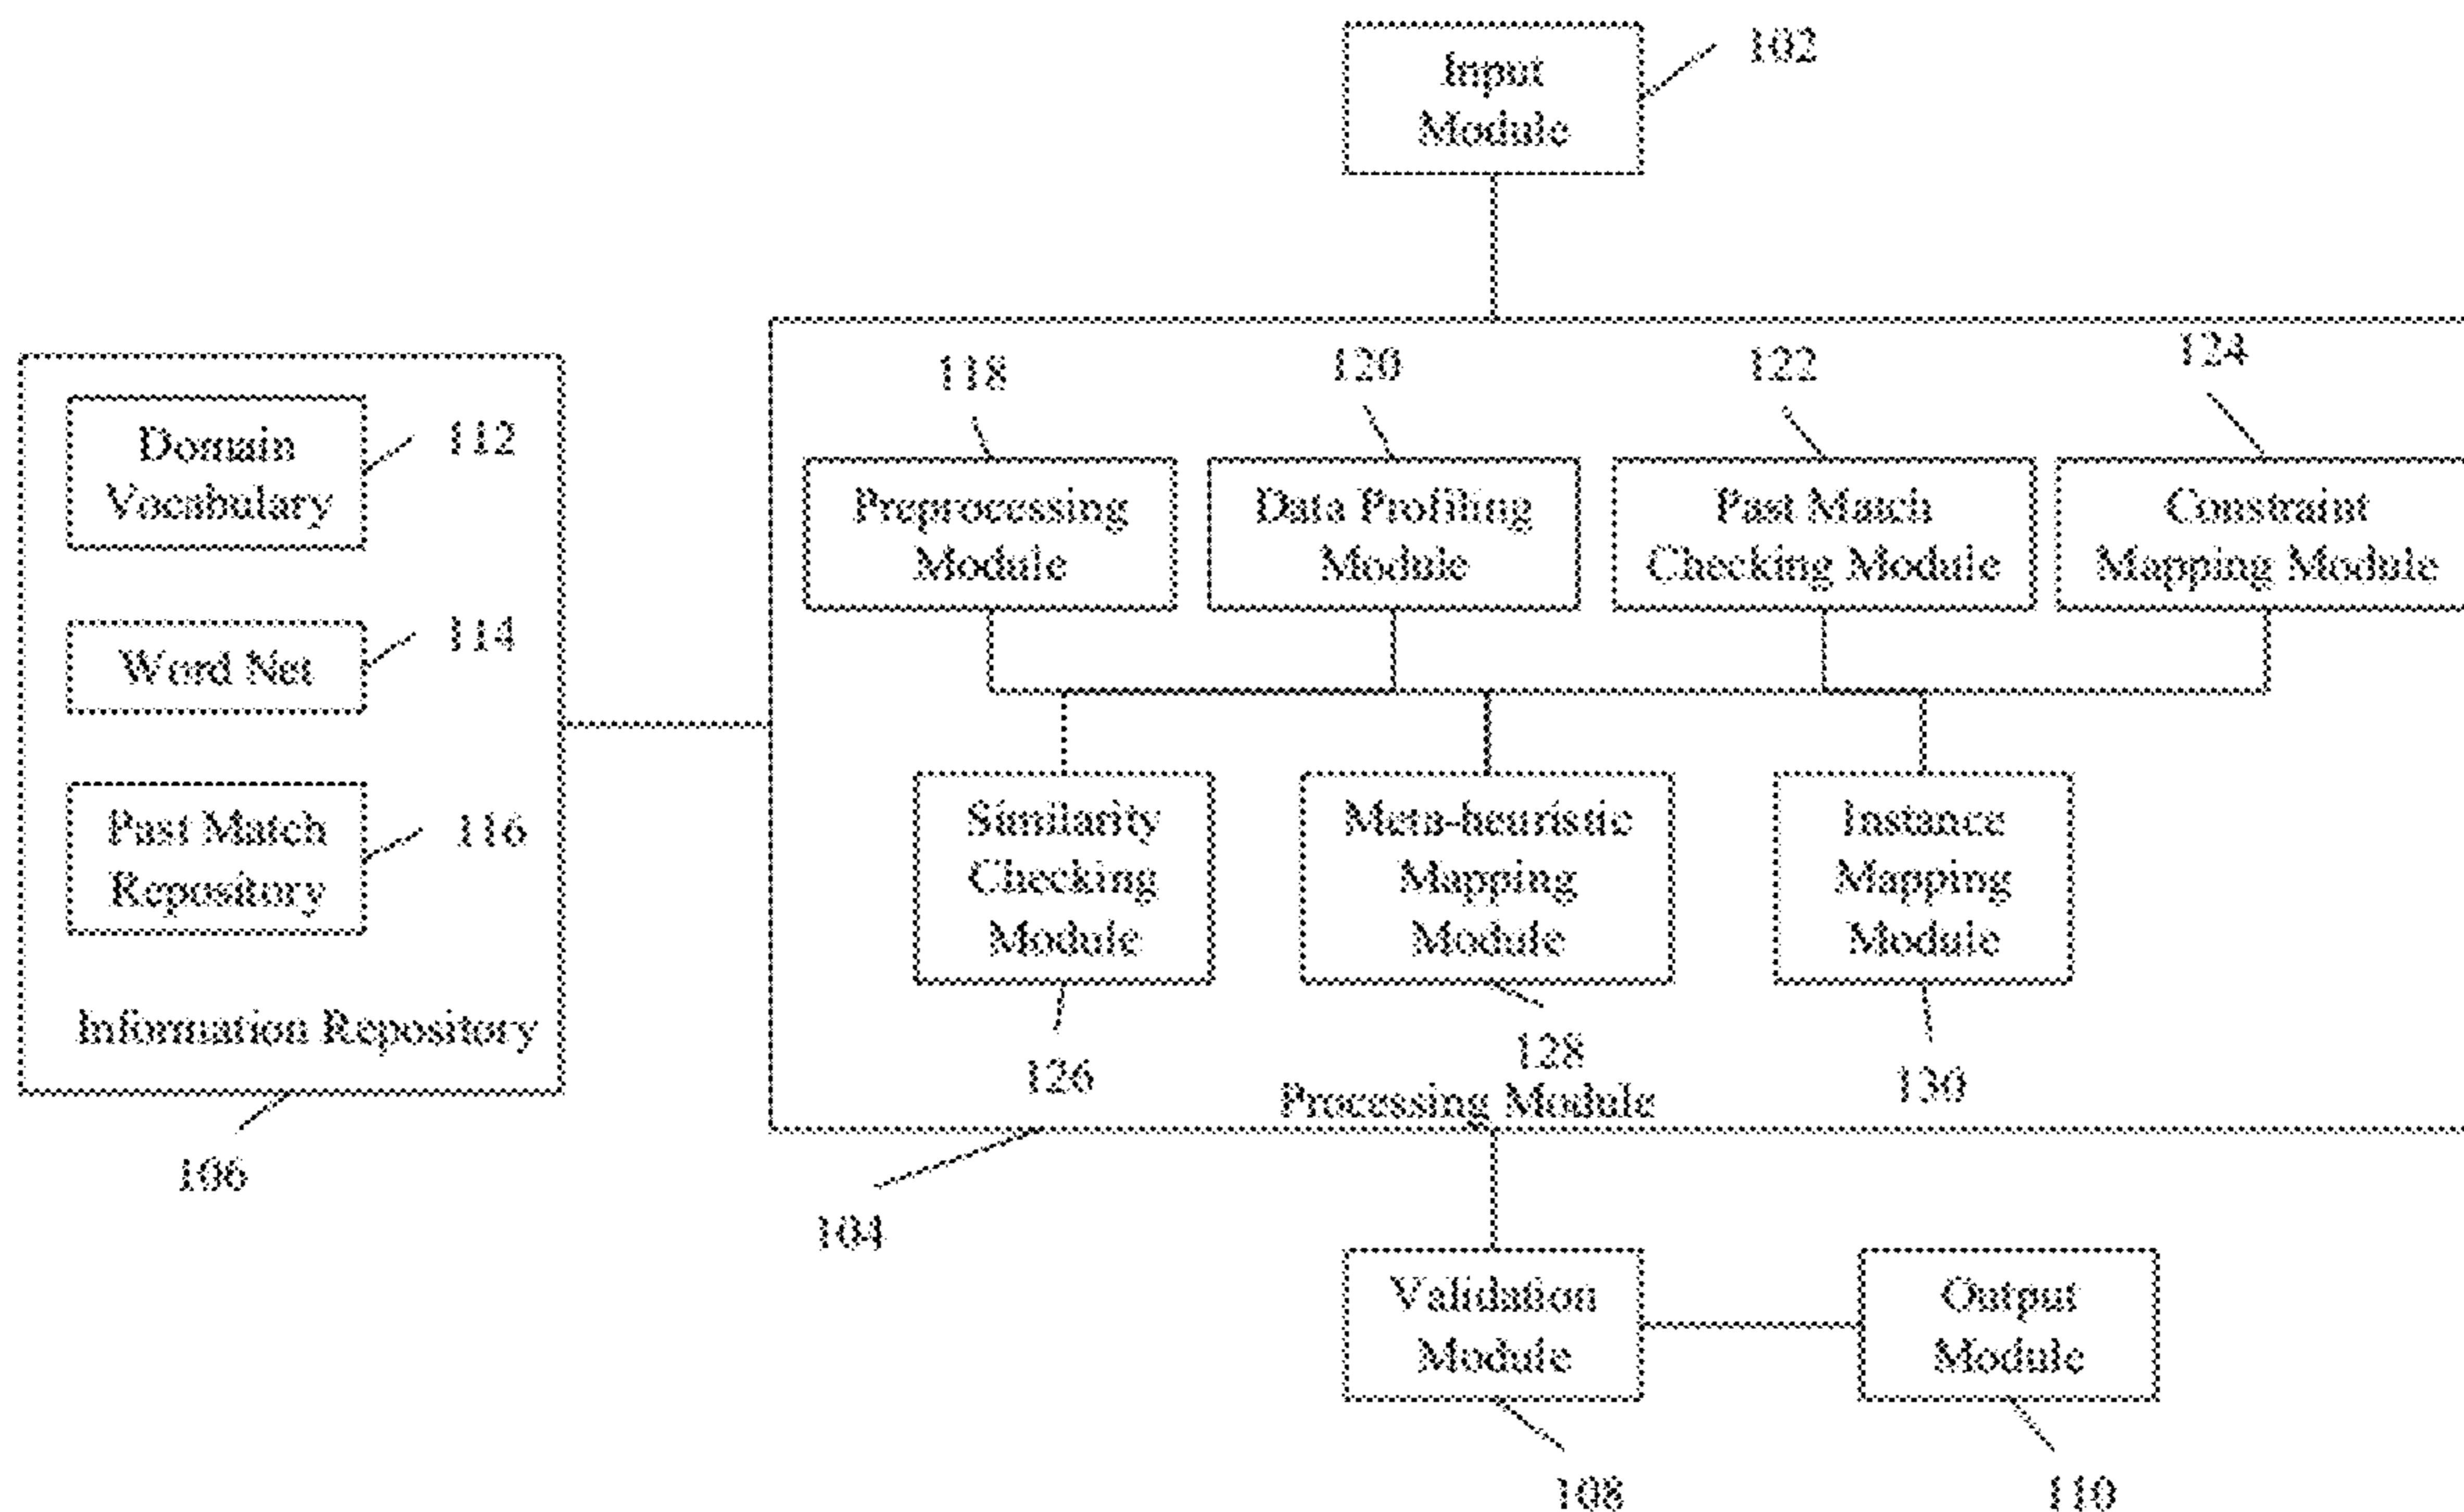 102
Input
Module
118
120
122
124
Domain
Vocabulary
112
Word Net
114
Past Match
Repository
116
Information Repository
106
Preprocessing
Module
Data Profiling
Module
Past Match
Checking Module
Constraint
Mapping Module
Similarity
Checking
Module
Meta-heuristic
Mapping
Module
Instance
Mapping
Module
126
128
130
Processing Module
104
Validation
Module
Output
Module
108
110